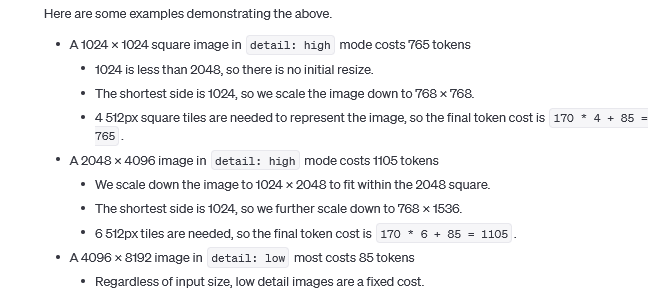 Here are some examples demonstrating the above.
A 1024 × 1024 square image in detail: high mode costs 765 tokens
1024 is less than 2048, so there is no initial resize.
The shortest side is 1024, so we scale the image down to 768 × 768.
4 512px square tiles are needed to represent the image, so the final token cost is 170 * 4 + 85 =
765 .
A 2048 × 4096 image in detail: high mode costs 1105 tokens
We scale down the image to 1024 × 2048 to fit within the 2048 square.
The shortest side is 1024, so we further scale down to 768 × 1536.
6 512px tiles are needed, so the final token cost is 170 * 6 + 85 = 1105 .
A 4096 × 8192 image in detail: low most costs 85 tokens
Regardless of input size, low detail images are a fixed cost.